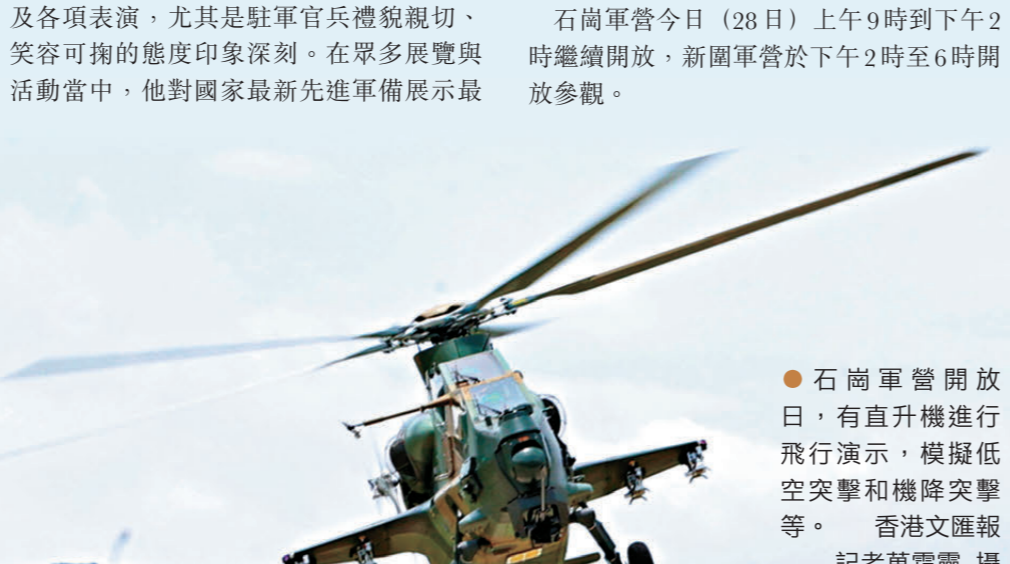 及各項表演，尤其是駐軍官兵禮貌親切、
笑容可掬的態度印象深刻。在眾多展覽與
活動當中，他對國家最新先進軍備展示最
石崗軍營今日（28日）上午9時到下午2
時繼續開放，新圍軍營於下午2時至6時開
放參觀。
●石崗軍營開放
日，有直升機進行
飛行演示，模擬低
空突擊和機降突擊
等。 香港文匯報
記者萬霜靈 攝